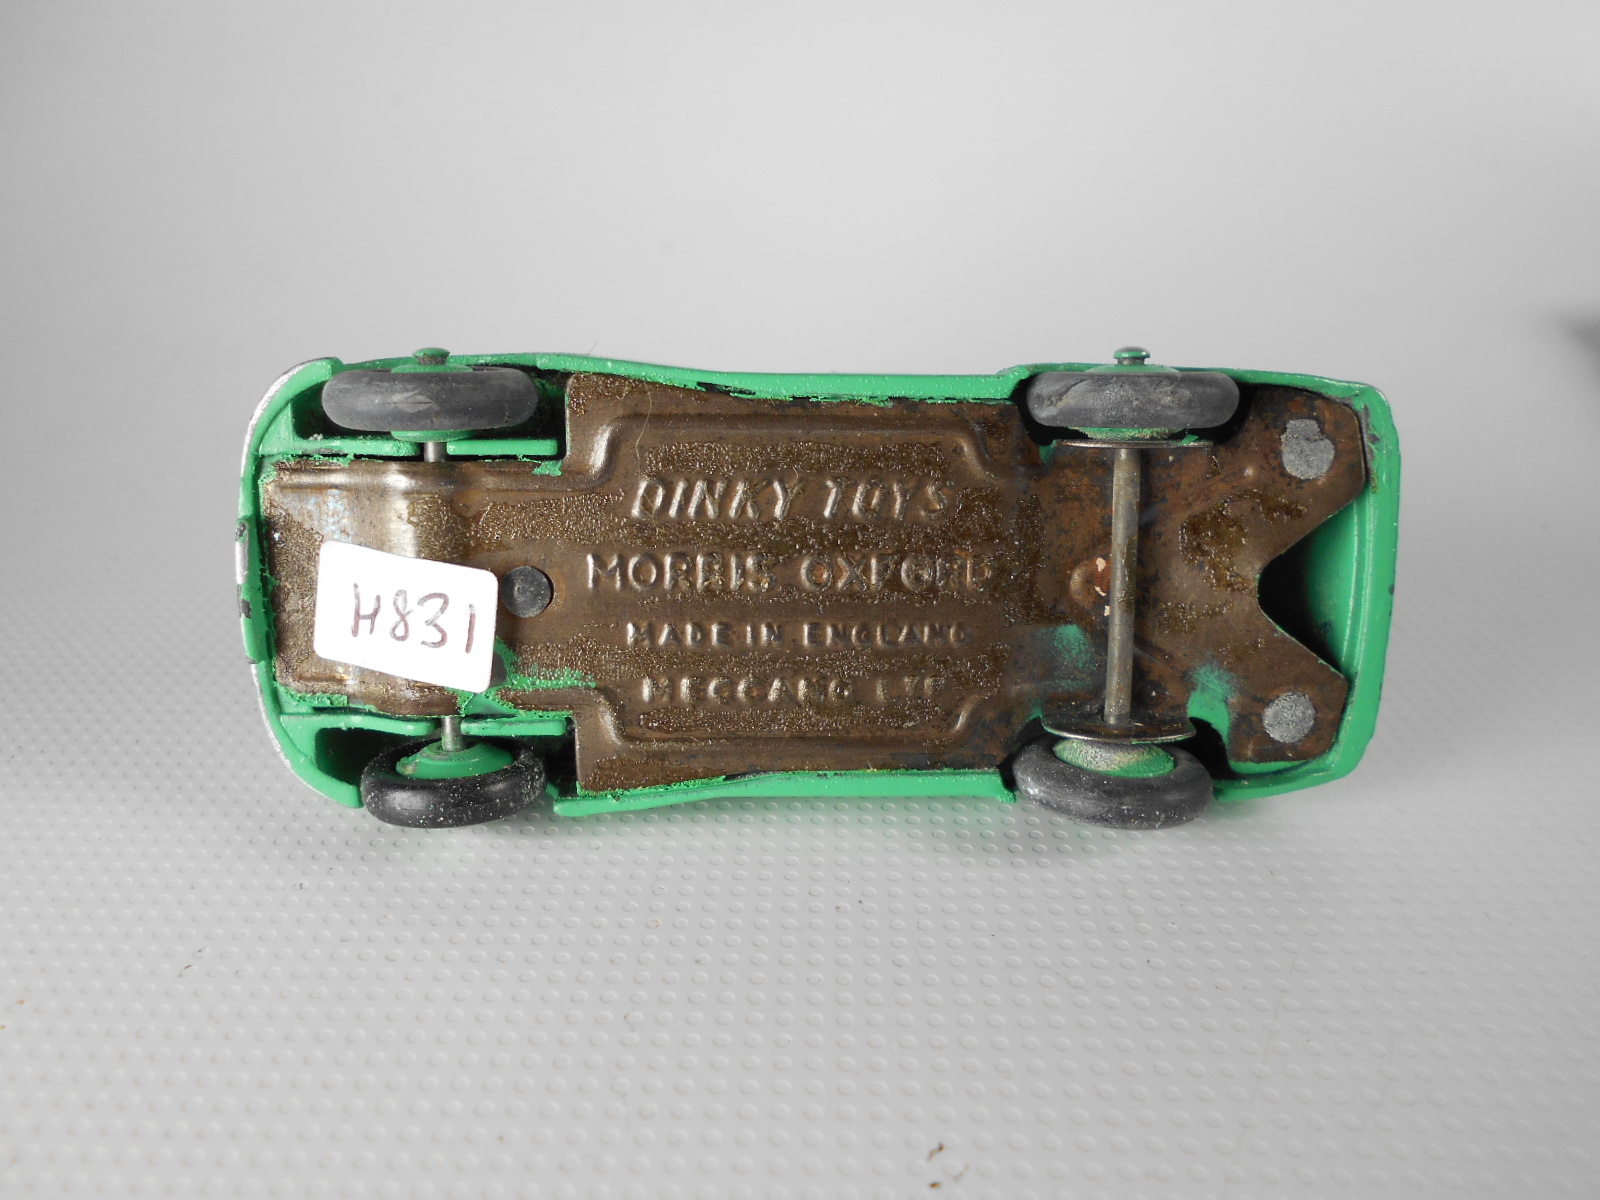 DINKY TOYS
MORRIS OXFORD
MADE IN ENGLAND
MECCANO LTD
H831